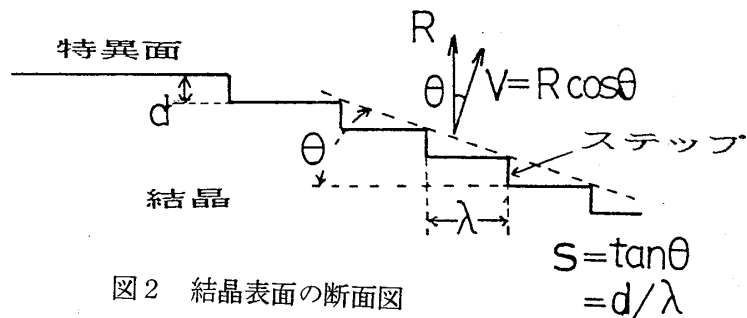 特異面
R
d
θ
V=Rcosθ
θ
ステップ
結晶
λ
S=tanθ
=d/λ
図2 結晶表面の断面図